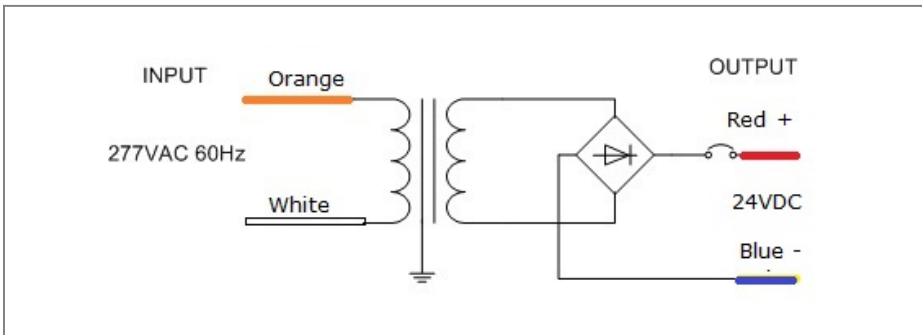 INPUT
Orange
277VAC 60Hz
White
OUTPUT
Red +
24VDC
Blue -